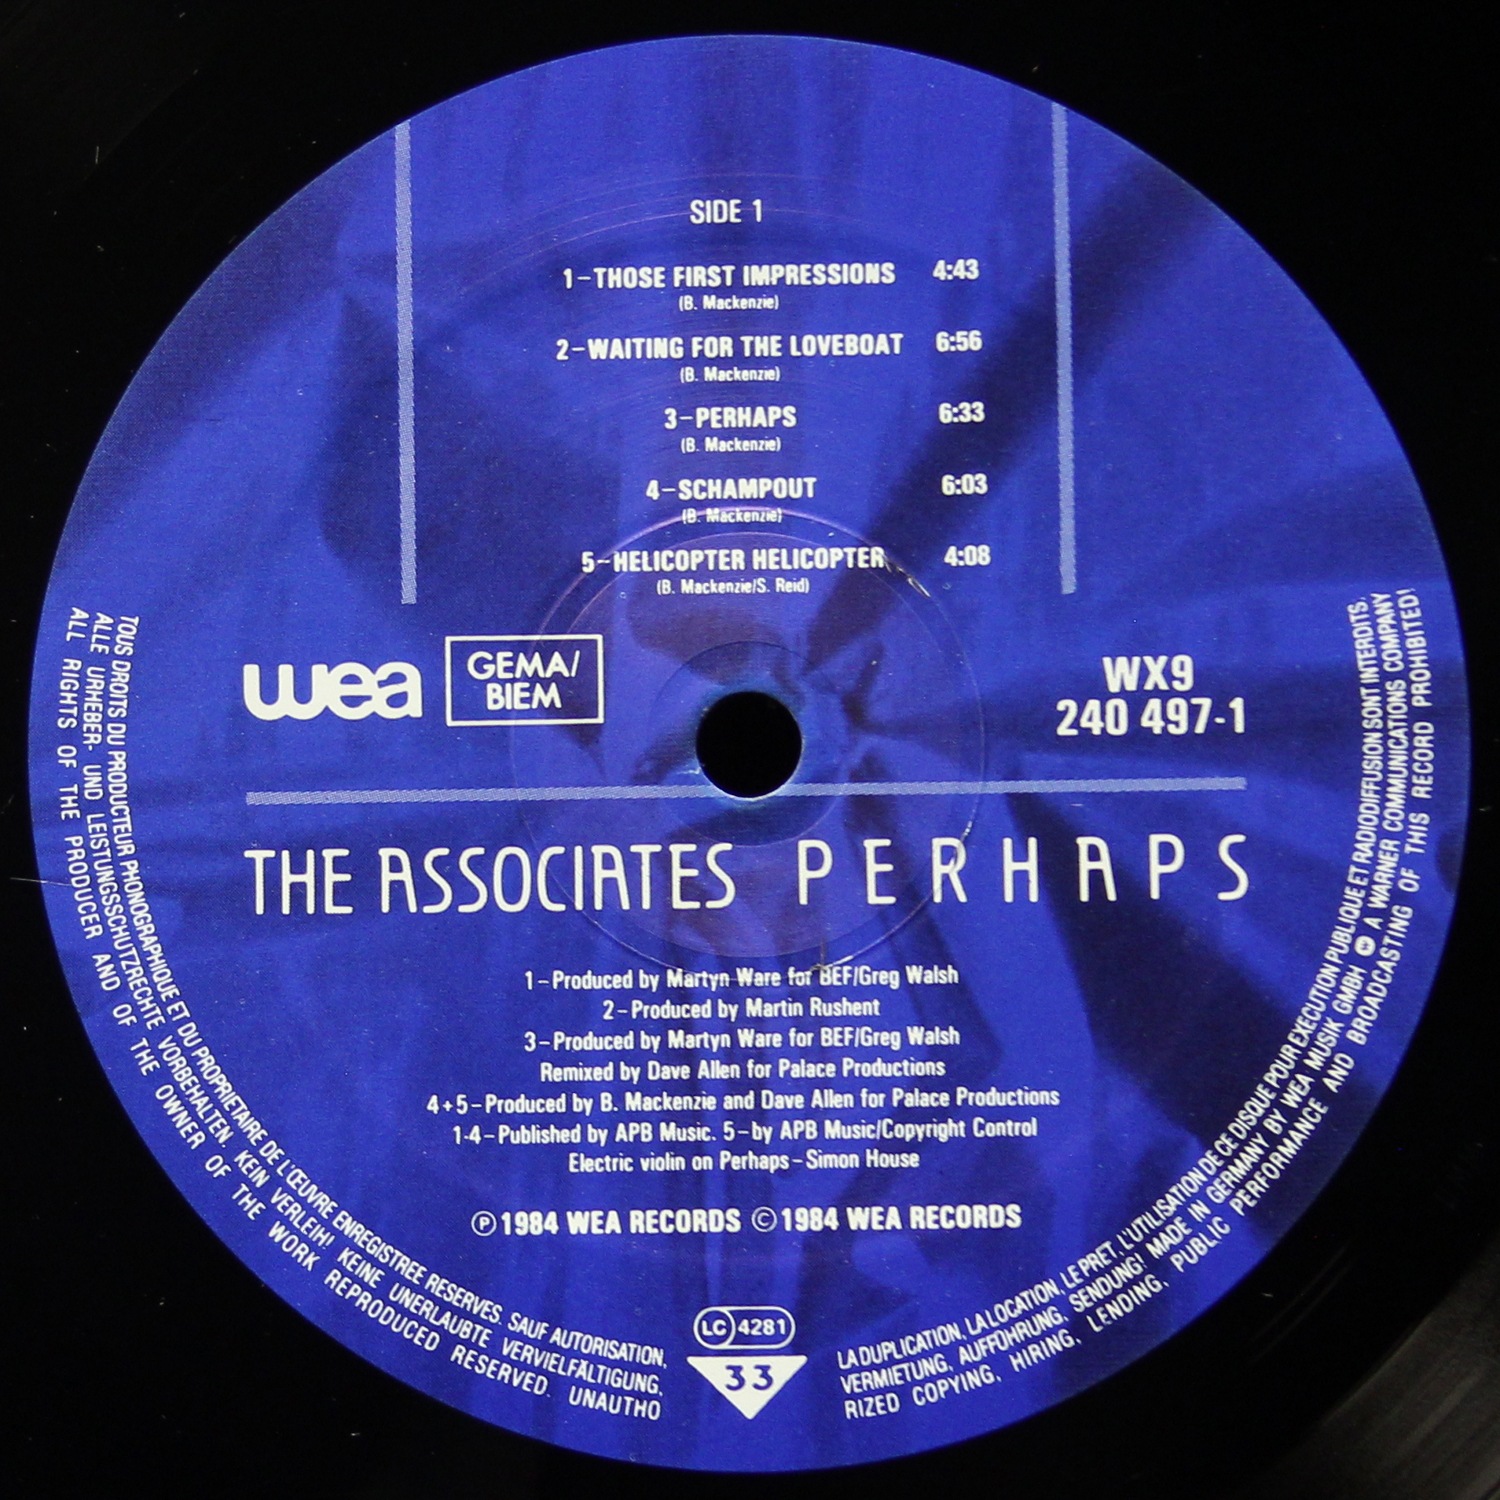 SIDE 1
1-THOSE FIRST IMPRESSIONS 4:43
(B. Mackenzie)
2-WAITING FOR THE LOVEBOAT 6:56
(B. Mackenzie)
3-PERHAPS 6:33
(B. Mackenzie)
4-SCHAMPOUT 6:03
(B. Mackenzie)
5-HELICOPTER HELICOPTER 4:08
(B. Mackenzie/S. Reid)
wea
GEMA/
BIEM
WX9
240 497-1
THE ASSOCIATES PERHAPS
1-Produced by Martyn Ware for BEF/Greg Walsh
2-Produced by Martin Rushent
3-Produced by Martyn Ware for BEF/Greg Walsh
Remixed by Dave Allen for Palace Productions
4+5-Produced by B. Mackenzie and Dave Allen for Palace Productions
1-4-Published by APB Music. 5-by APB Music/Copyright Control
Electric violin on Perhaps-Simon House
Ⓟ1984 WEA RECORDS ©1984 WEA RECORDS
LC 4281
33
TOUS DROITS DU PRODUCTEUR PHONOGRAPHIQUE ET DU PROPRIETAIRE DE L'ŒUVRE ENREGISTREE RESERVES. SAUF AUTORISATION, LA DUPLICATION, LA LOCATION, LE PRET, L'UTILISATION DE CE DISQUE POUR EXECUTION PUBLIQUE ET RADIODIFFUSION SONT INTERDITS.
ALLE URHEBER- UND LEISTUNGSSCHUTZRECHTE VORBEHALTEN. KEIN VERLEIH! KEINE UNERLAUBTE VERVIELFÄLTIGUNG, VERMIETUNG, AUFFÜHRUNG, SENDUNG! MADE IN GERMANY BY WEA MUSIK GMBH A WARNER COMMUNICATIONS COMPANY
ALL RIGHTS OF THE PRODUCER AND OF THE OWNER OF THE WORK REPRODUCED RESERVED. UNAUTHORIZED COPYING, HIRING, LENDING, PUBLIC PERFORMANCE AND BROADCASTING OF THIS RECORD PROHIBITED!